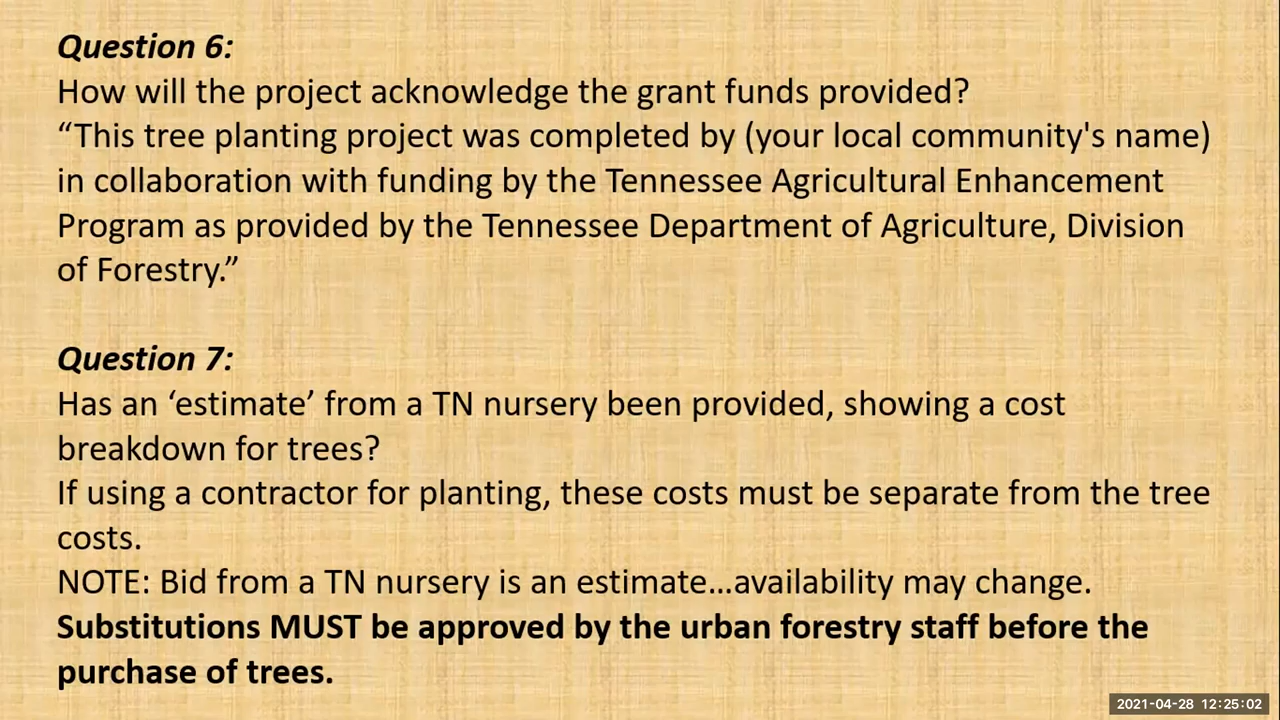 Question 6:
How will the project acknowledge the grant funds provided?
“This tree planting project was completed by (your local community's name)
in collaboration with funding by the Tennessee Agricultural Enhancement
Program as provided by the Tennessee Department of Agriculture, Division
of Forestry.”
Question 7:
Has an ‘estimate’ from a TN nursery been provided, showing a cost
breakdown for trees?
If using a contractor for planting, these costs must be separate from the tree
costs.
NOTE: Bid from a TN nursery is an estimate…availability may change.
Substitutions MUST be approved by the urban forestry staff before the
purchase of trees.
2021-04-28 12:25:02